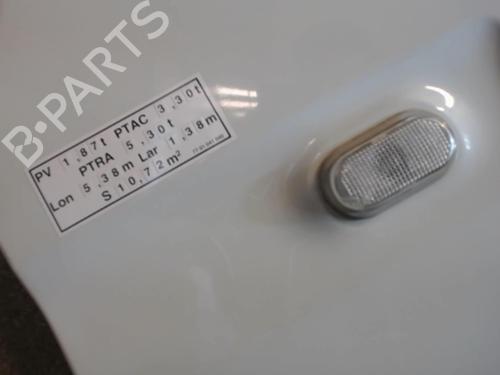 B-PARTS
PV 1,87t PTAC 3,30t
PTRA 5,30t
Lon 5,38m Lar 1,38m
S 10,72m²